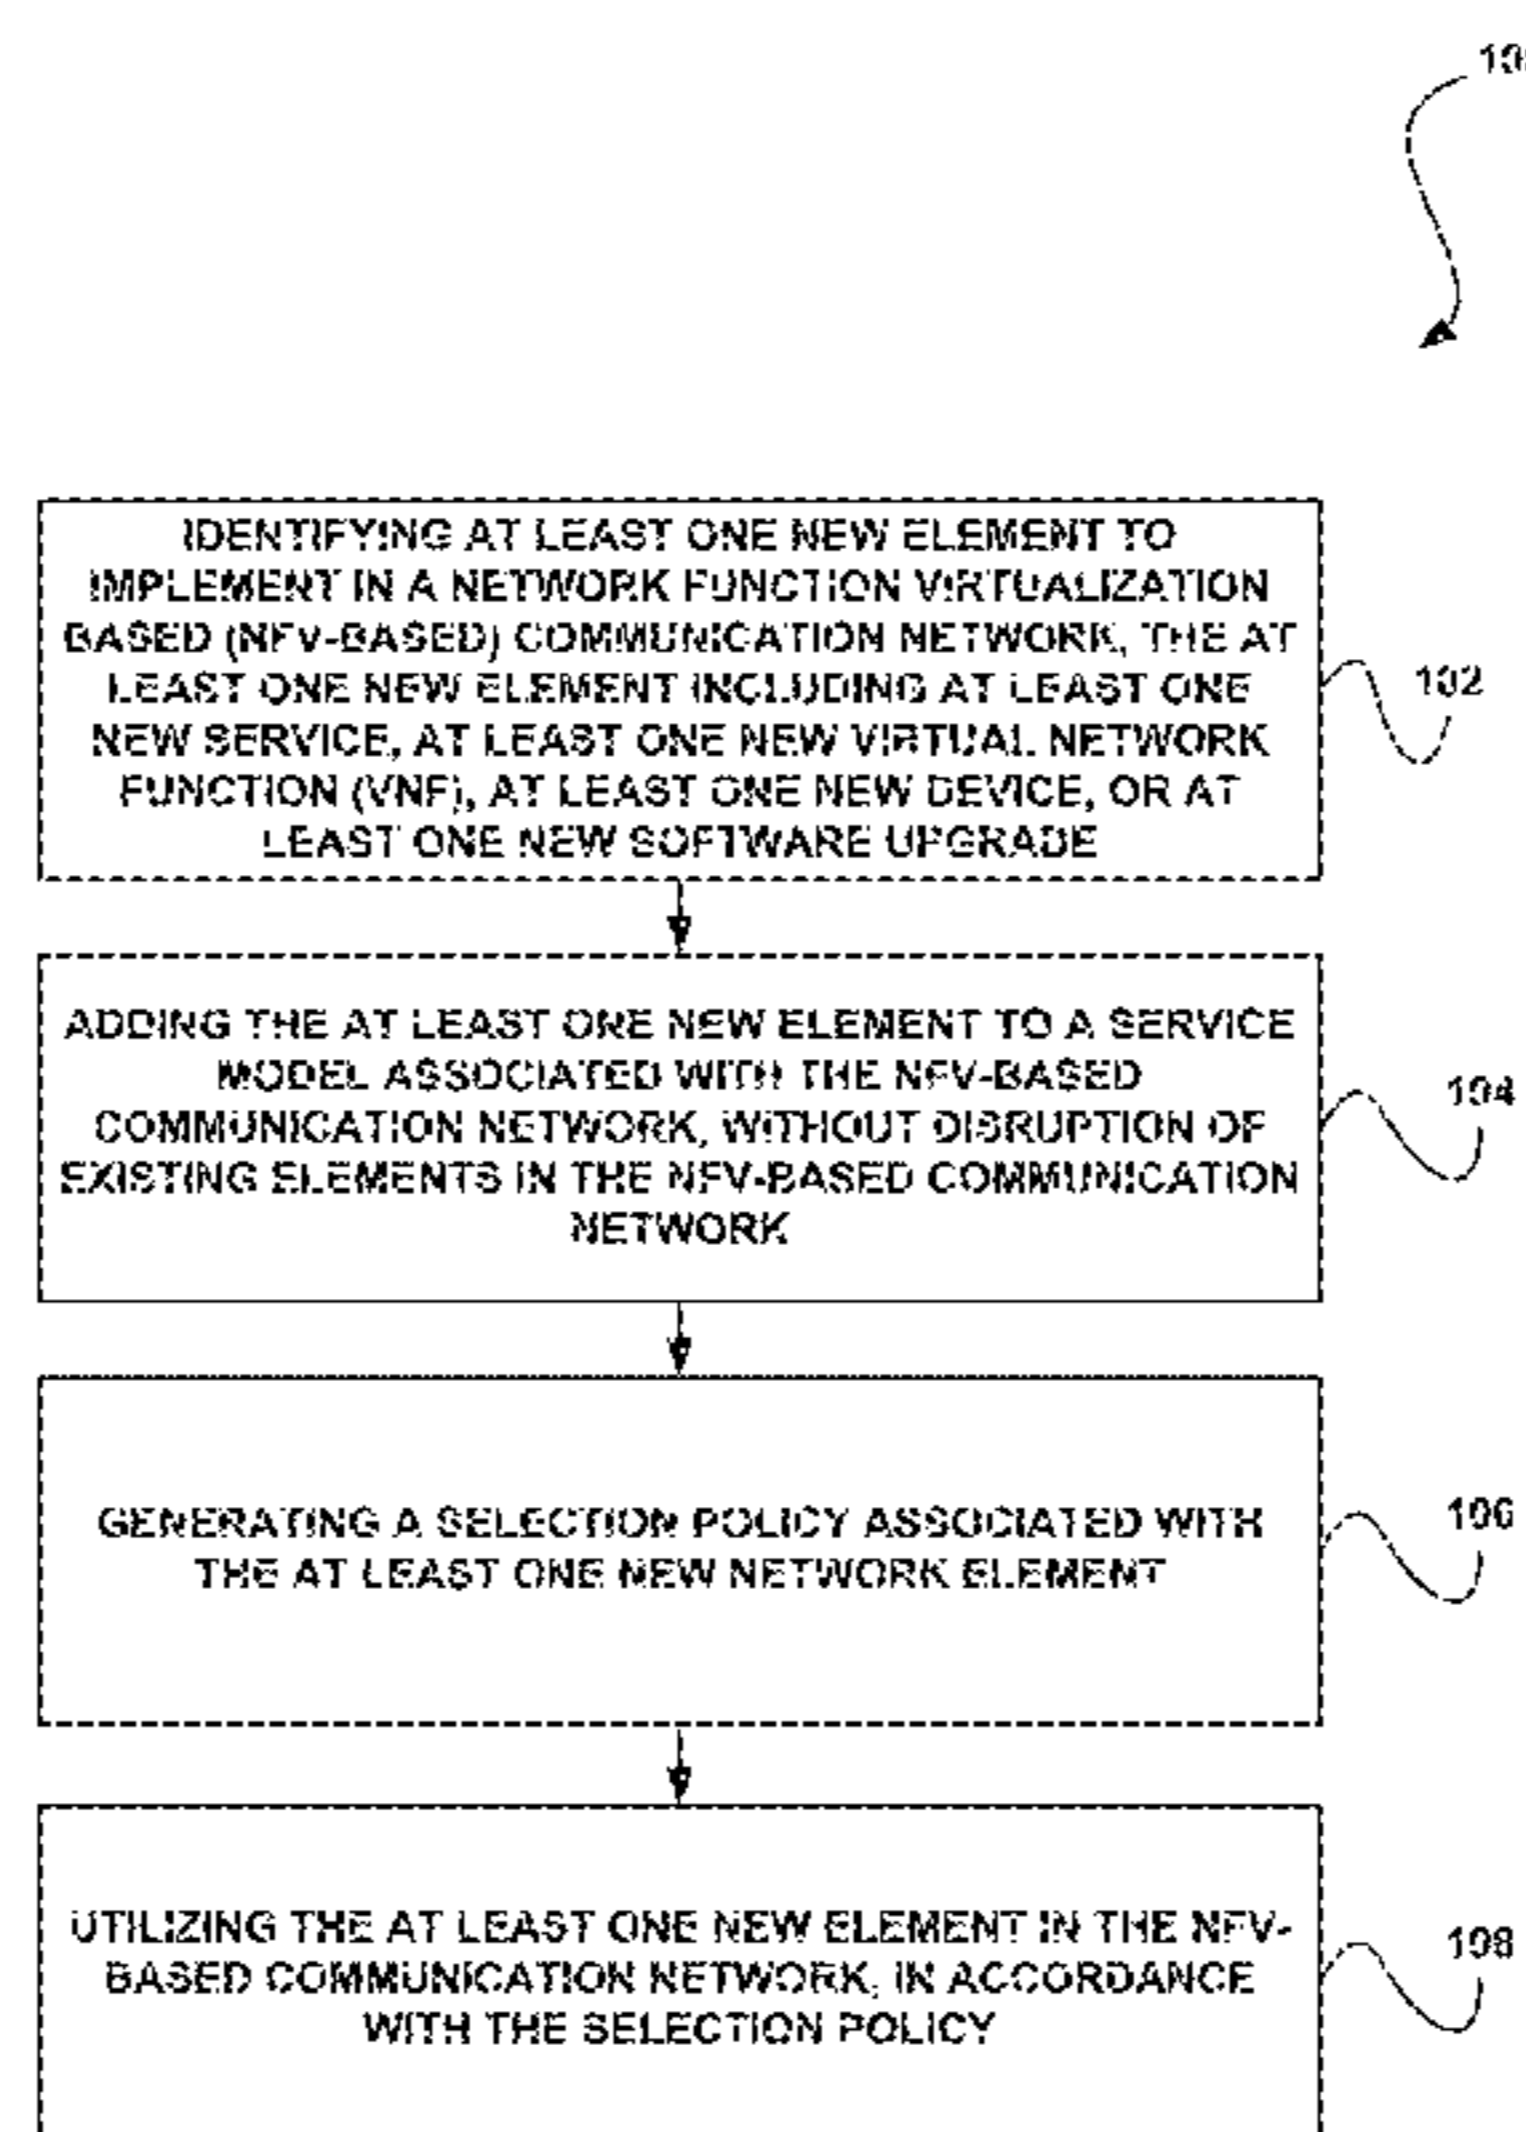 IDENTIFYING AT LEAST ONE NEW ELEMENT TO
IMPLEMENT IN A NETWORK FUNCTION VIRTUALIZATION
BASED (NFV-BASED) COMMUNICATION NETWORK, THE AT
LEAST ONE NEW ELEMENT INCLUDING AT LEAST ONE
NEW SERVICE, AT LEAST ONE NEW VIRTUAL NETWORK
FUNCTION (VNF), AT LEAST ONE NEW DEVICE, OR AT
LEAST ONE NEW SOFTWARE UPGRADE
102
ADDING THE AT LEAST ONE NEW ELEMENT TO A SERVICE
MODEL ASSOCIATED WITH THE NFV-BASED
COMMUNICATION NETWORK, WITHOUT DISRUPTION OF
EXISTING ELEMENTS IN THE NFV-BASED COMMUNICATION
NETWORK
104
GENERATING A SELECTION POLICY ASSOCIATED WITH
THE AT LEAST ONE NEW NETWORK ELEMENT
106
UTILIZING THE AT LEAST ONE NEW ELEMENT IN THE NFV-
BASED COMMUNICATION NETWORK, IN ACCORDANCE
WITH THE SELECTION POLICY
108